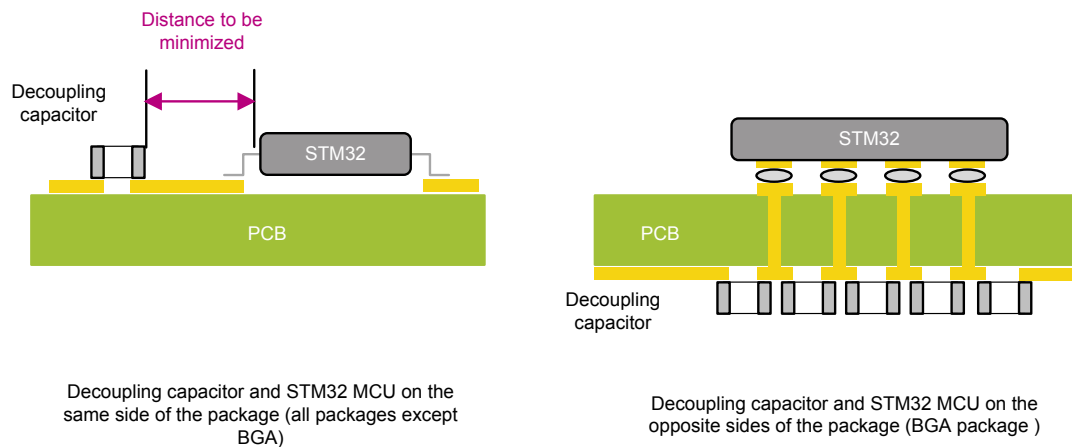 Distance to be
minimized
Decoupling
capacitor
STM32
PCB
Decoupling capacitor and STM32 MCU on the
same side of the package (all packages except
BGA)
STM32
PCB
Decoupling
capacitor
Decoupling capacitor and STM32 MCU on the
opposite sides of the package (BGA package )